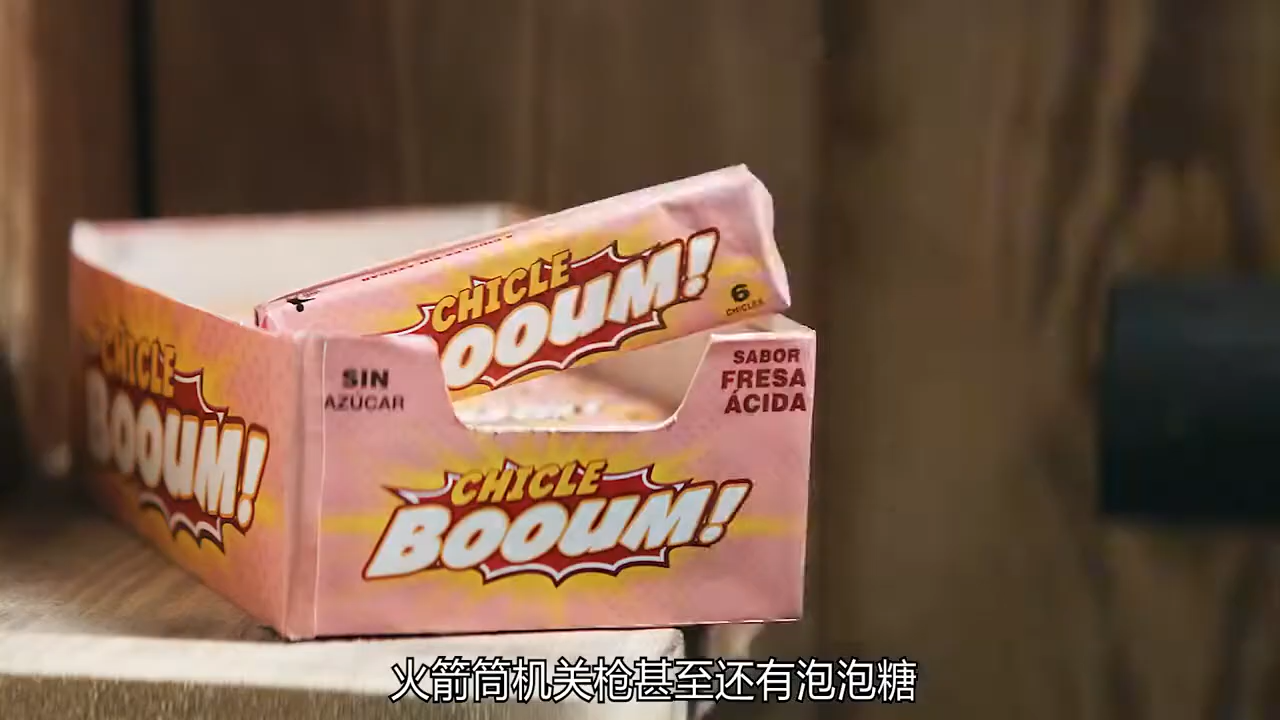 CHICLE
BOOUM!
6
CHICLES
CHICLE
BOOUM!
SIN
AZÚCAR
SABOR
FRESA
ÁCIDA
CHICLE
BOOUM!
火箭筒机关枪甚至还有泡泡糖